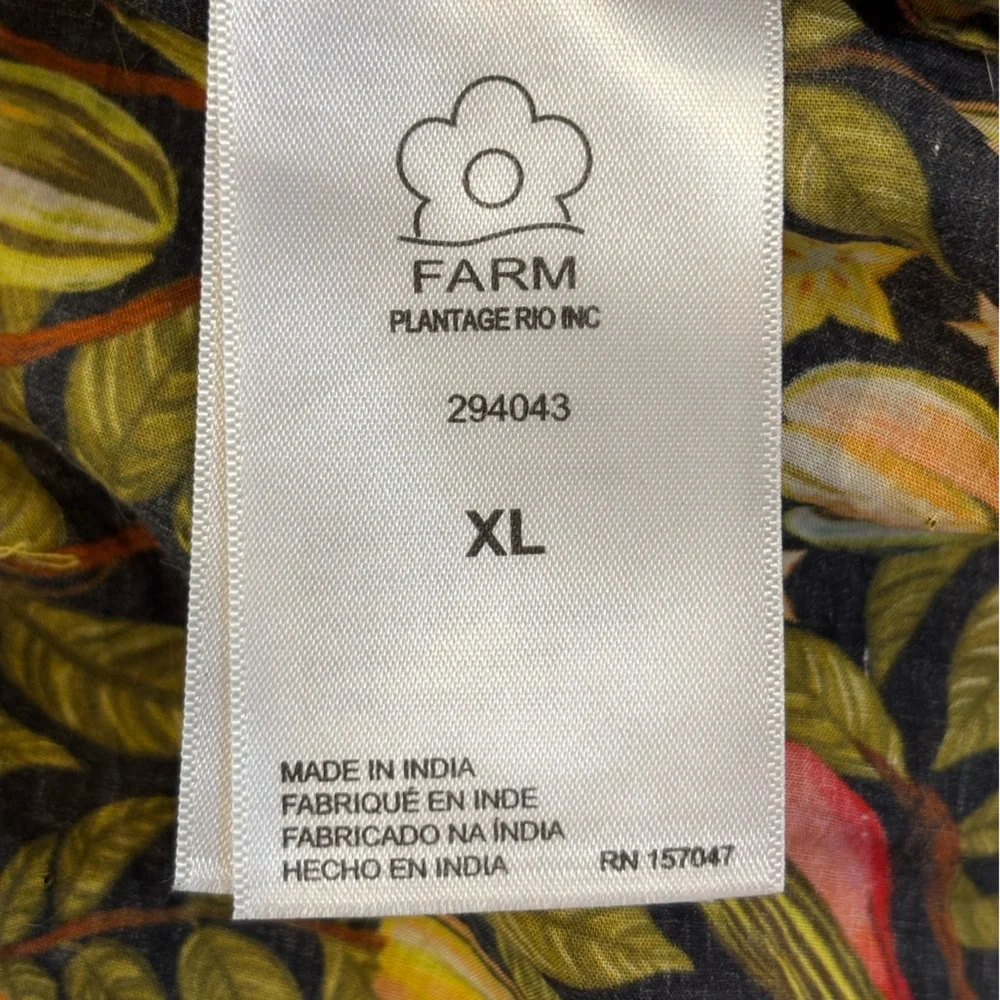 FARM
PLANTAGE RIO INC
294043
XL
MADE IN INDIA
FABRIQUÉ EN INDE
FABRICADO NA ÍNDIA
HECHO EN INDIA
RN 157047